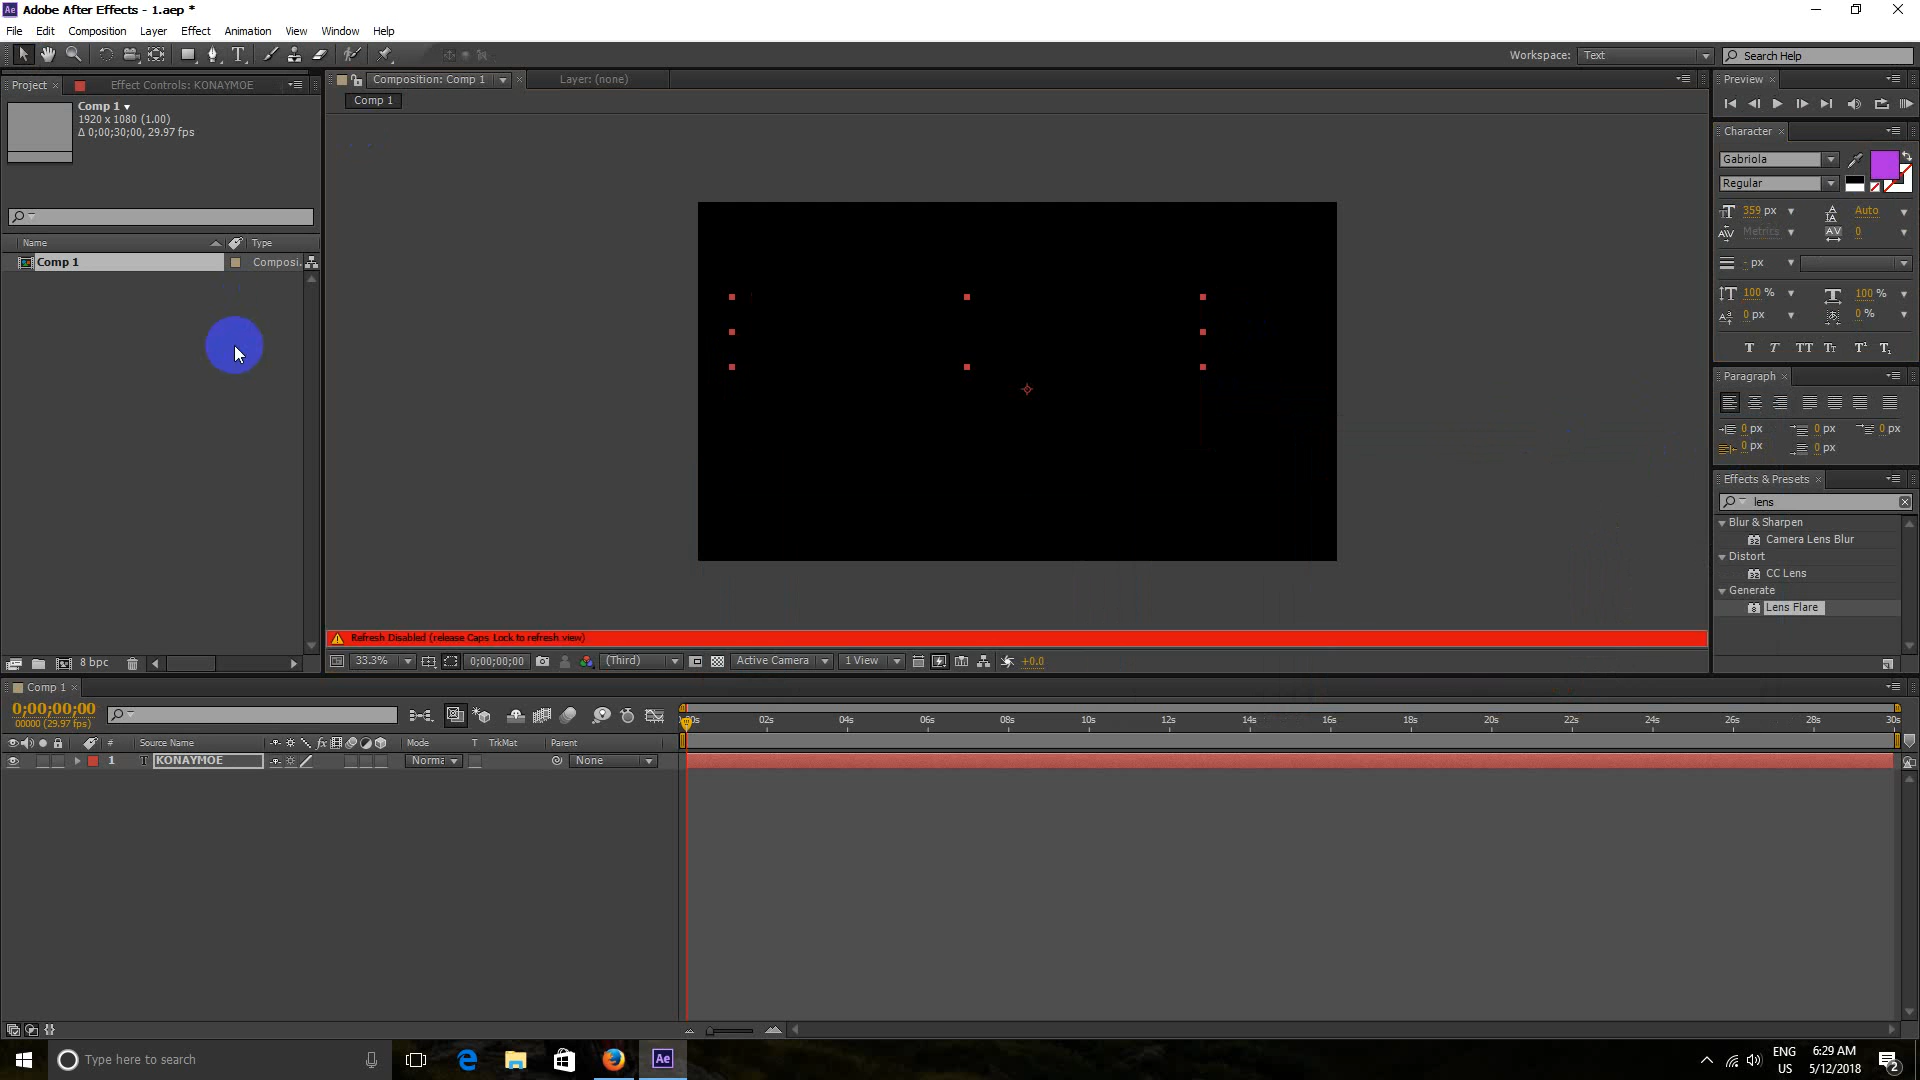 Adobe After Effects - 1.aep *
File Edit Composition Layer Effect Animation View Window Help
Workspace: Text Search Help
Project Effect Controls: KONAYMOE
Composition: Comp 1 Layer: (none)
Preview
Comp 1
1920 x 1080 (1.00)
Δ 0;00;30;00, 29.97 fps
Comp 1
Character
Gabriola
Regular
359 px Auto
Metrics 0
- px
100 % 100 %
0 px 0 %
Paragraph
0 px 0 px 0 px
0 px 0 px
Effects & Presets
lens
Blur & Sharpen
Camera Lens Blur
Distort
CC Lens
Generate
Lens Flare
Name Type
Comp 1 Composi.
8 bpc
Refresh Disabled (release Caps Lock to refresh view)
33.3% 0;00;00;00 (Third) Active Camera 1 View +0.0
Comp 1
0;00;00;00
00000 (29.97 fps)
02s 04s 06s 08s 10s 12s 14s 16s 18s 20s 22s 24s 26s 28s 30s
# Source Name fx Mode T TrkMat Parent
1 T KONAYMOE Norma None
Type here to search
ENG
US
6:29 AM
5/12/2018
2